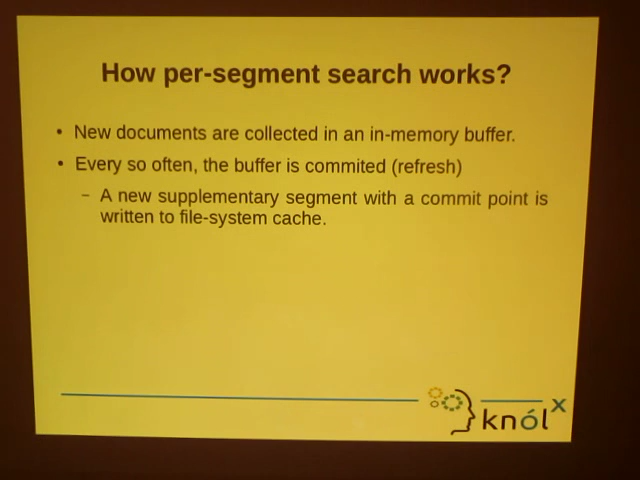 How per-segment search works?
• New documents are collected in an in-memory buffer.
• Every so often, the buffer is commited (refresh)
– A new supplementary segment with a commit point is
written to file-system cache.
knólx